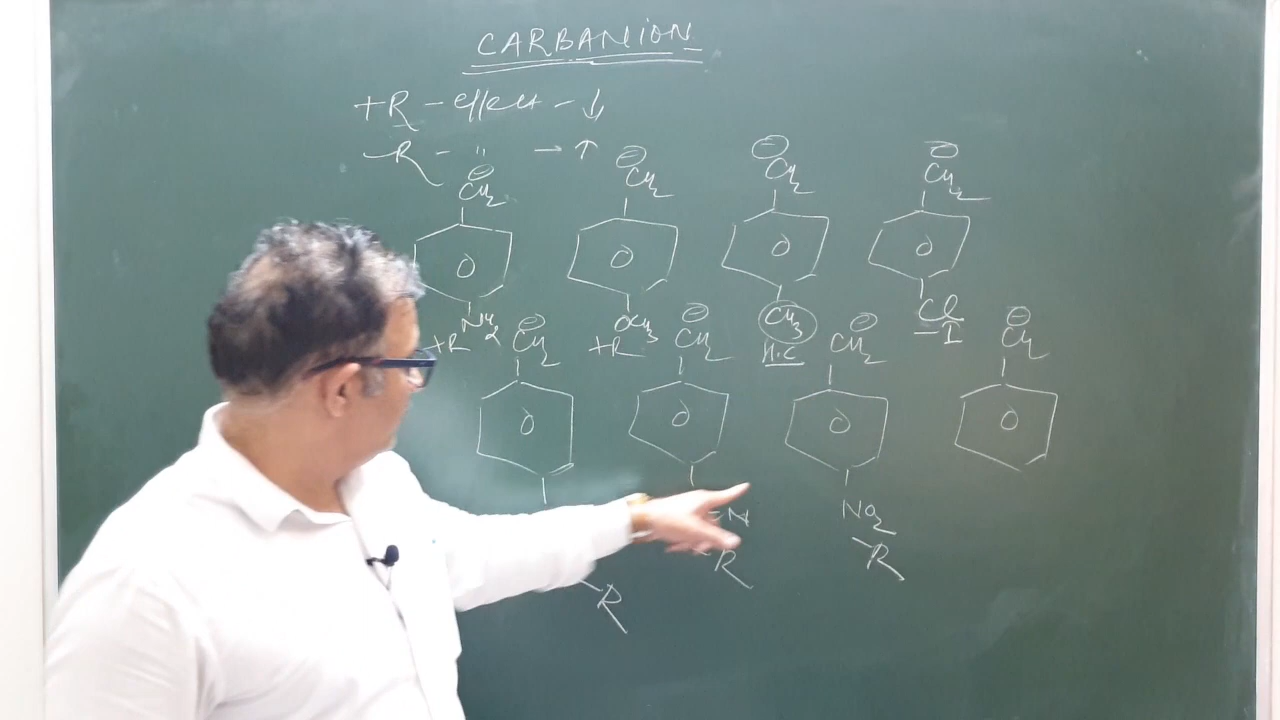 CARBANION
+R - effect - ↓
-R - " → ↑
⊖ ⊖ ⊖ ⊖
CH2 CH2 CH2 CH2
NH2 OCH3 CH3 Cl
+R +R H.C -I
⊖ ⊖ ⊖ ⊖
CH2 CH2 CH2 CH2
N NO2
-R -R -R